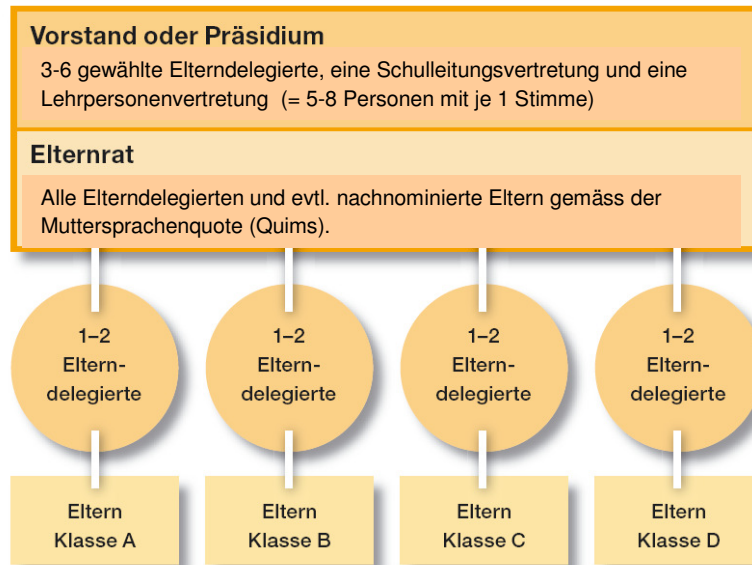 Vorstand oder Präsidium
3-6 gewählte Elterndelegierte, eine Schulleitungsvertretung und eine
Lehrpersonenvertretung (= 5-8 Personen mit je 1 Stimme)
Elternrat
Alle Elterndelegierten und evtl. nachnominierte Eltern gemäss der
Muttersprachenquote (Quims).
1–2
Eltern-
delegierte
1–2
Eltern-
delegierte
1–2
Eltern-
delegierte
1–2
Eltern-
delegierte
Eltern
Klasse A
Eltern
Klasse B
Eltern
Klasse C
Eltern
Klasse D